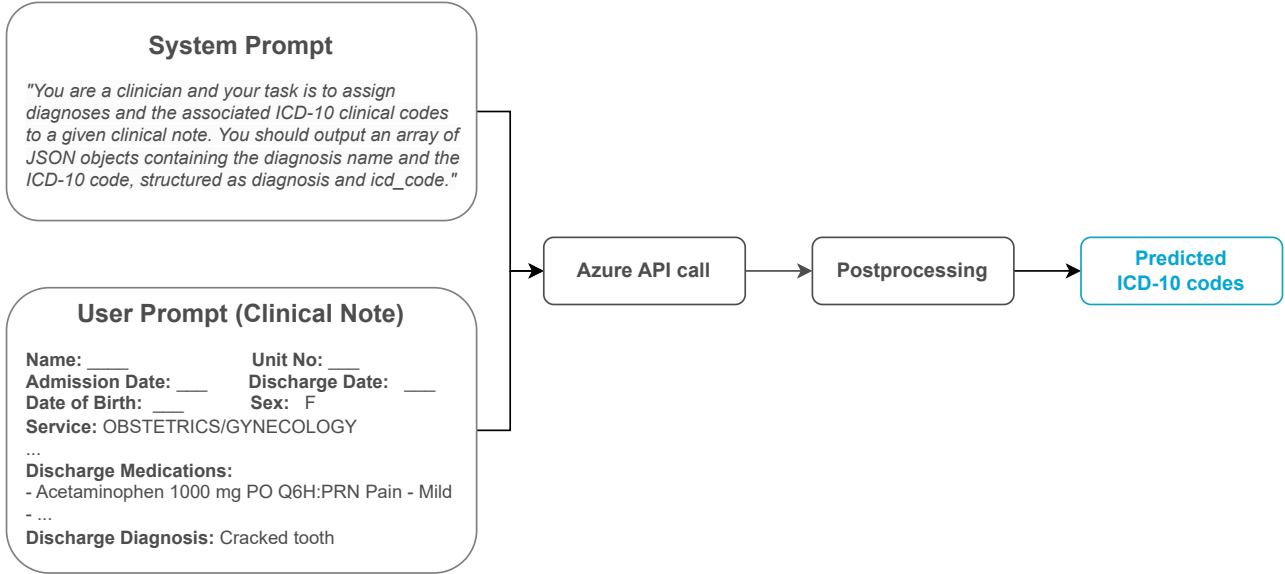 System Prompt
"You are a clinician and your task is to assign
diagnoses and the associated ICD-10 clinical codes
to a given clinical note. You should output an array of
JSON objects containing the diagnosis name and the
ICD-10 code, structured as diagnosis and icd_code."
User Prompt (Clinical Note)
Name: ____ Unit No: ___
Admission Date: ___ Discharge Date: ___
Date of Birth: ___ Sex: F
Service: OBSTETRICS/GYNECOLOGY
...
Discharge Medications:
- Acetaminophen 1000 mg PO Q6H:PRN Pain - Mild
- ...
Discharge Diagnosis: Cracked tooth
Azure API call
Postprocessing
Predicted
ICD-10 codes